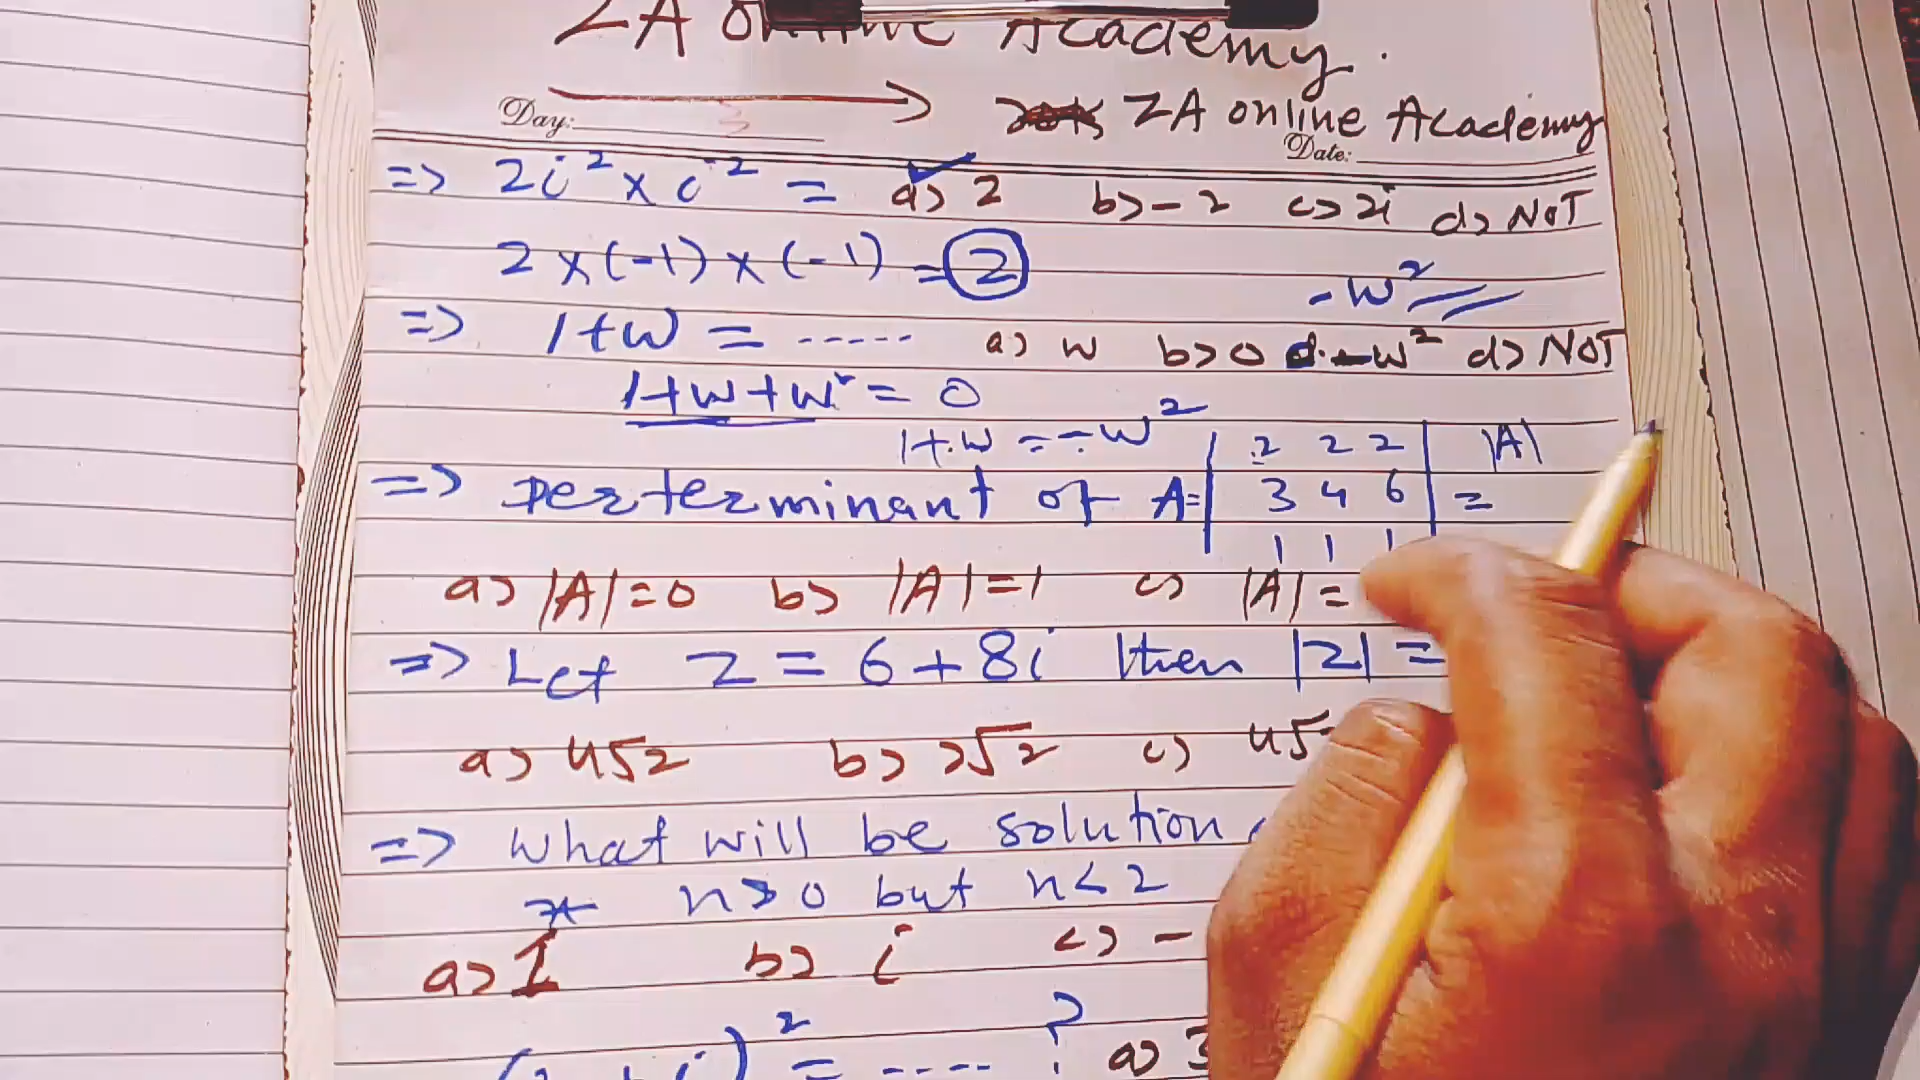 ZA online Academy.
ZA online Academy
Day:
Date:
=> 2i² x i² = a) 2 b) -2 c) 2i d) NOT
2 x (-1) x (-1) = 2
-w²
=> 1+w = ----- a) w b) 0 -w² d) NOT
1+w+w² = 0
1+w = -w²
2 2 2 |A|
=> perterminant of A= 3 4 6 =
1 1 1
a) |A|=0 b) |A|=1 c) |A|=
=> Let z = 6+8i then |z| =
a) 4√2 b) 2√2 c) 4√
=> what will be solution
n>0 but n<2
a) 1 b) i c) -
i)² = ---- ? a) 3